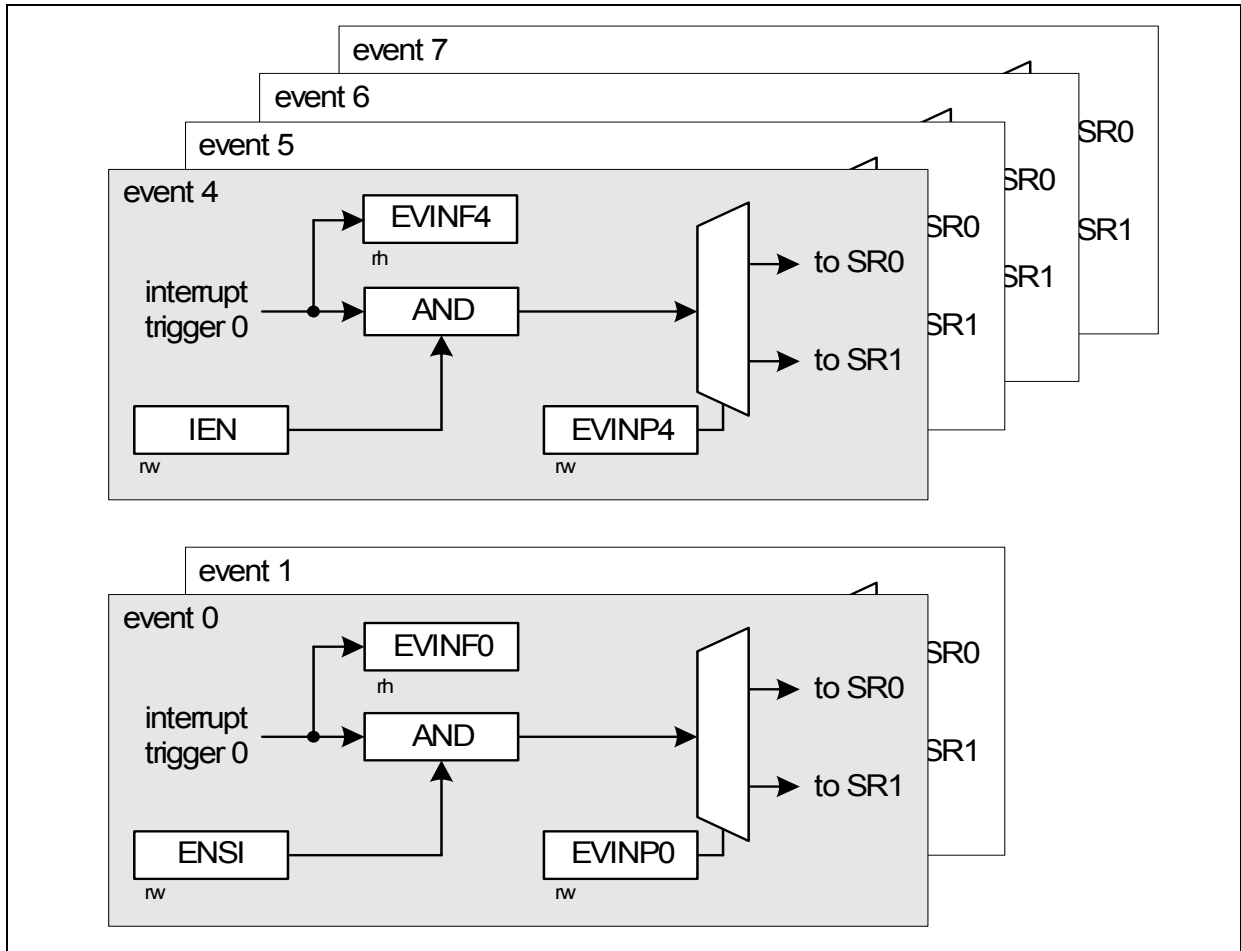 event 7
SR0
SR1
event 6
SR0
SR1
event 5
SR0
SR1
event 4
EVINF4
rh
interrupt
trigger 0
AND
to SR0
to SR1
IEN
rw
EVINP4
rw
event 1
SR0
SR1
event 0
EVINF0
rh
interrupt
trigger 0
AND
to SR0
to SR1
ENSI
rw
EVINP0
rw